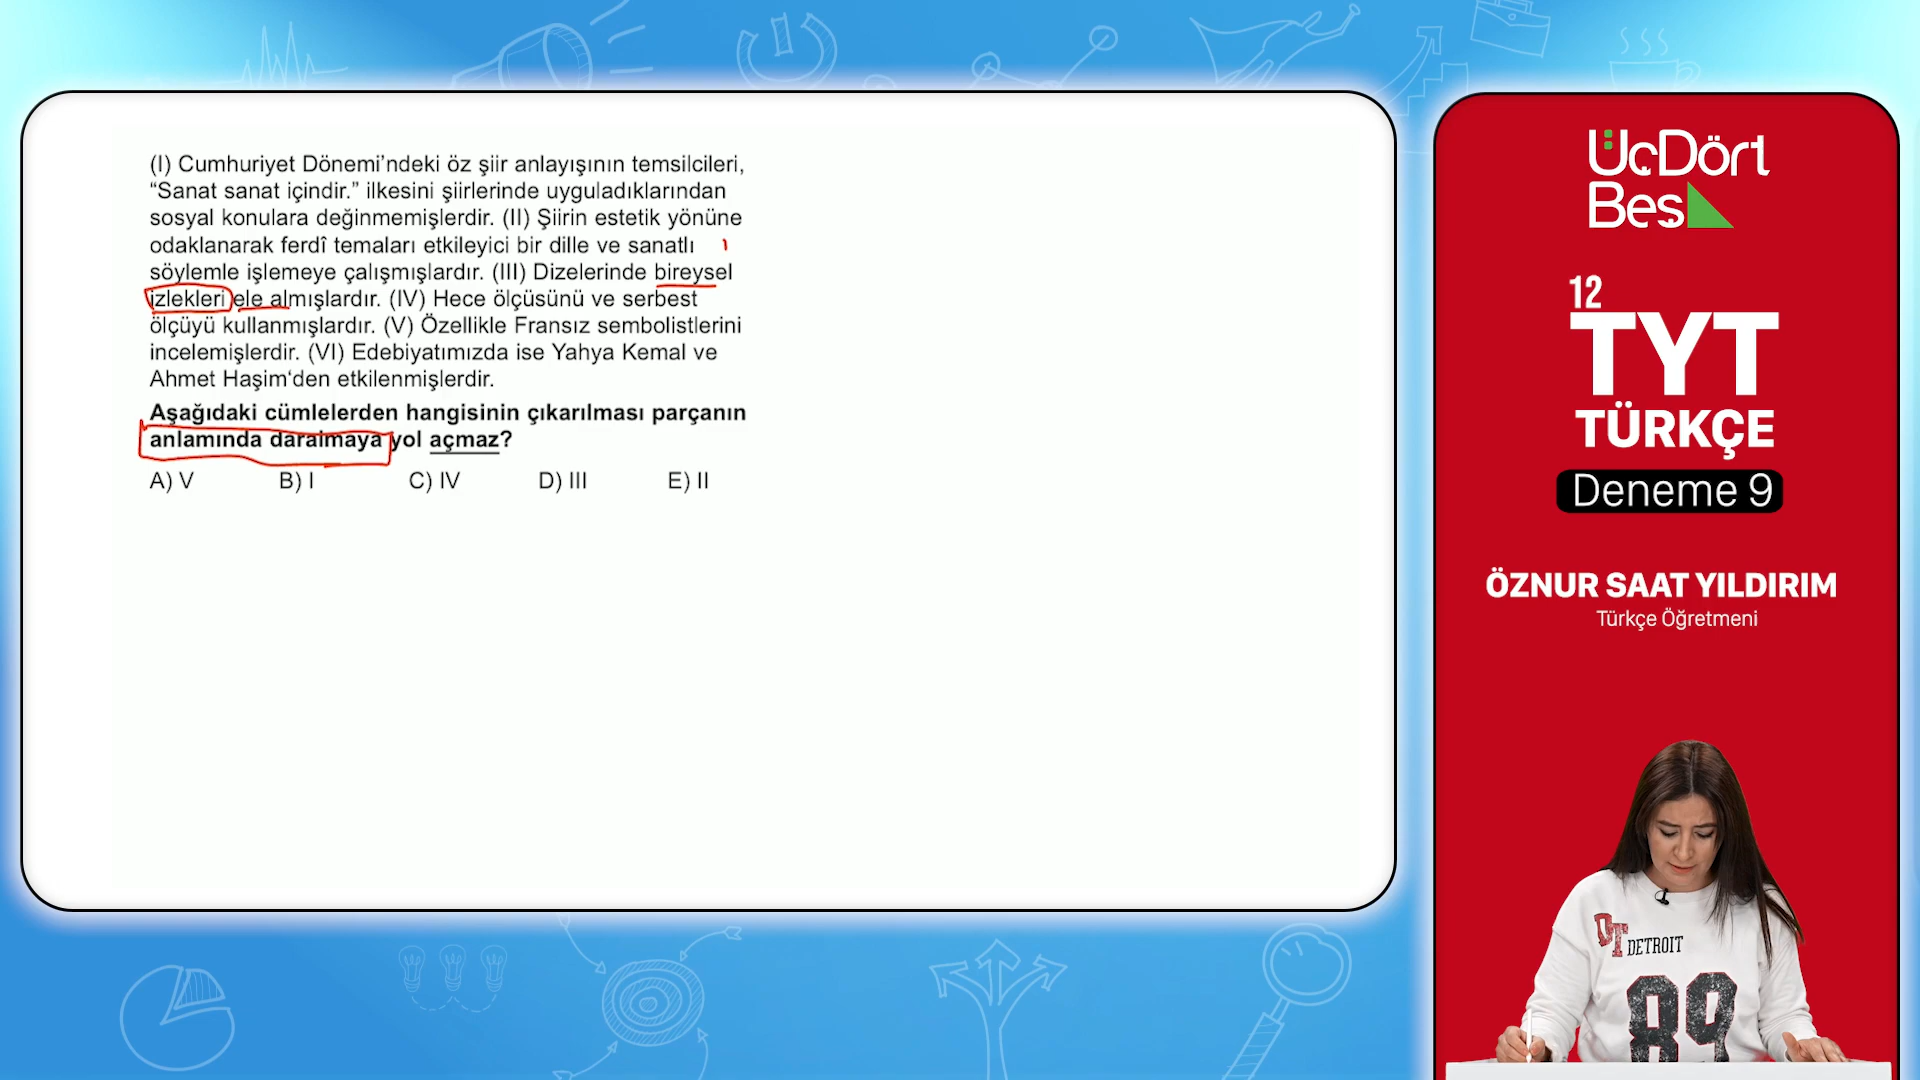 (I) Cumhuriyet Dönemi’ndeki öz şiir anlayışının temsilcileri,
“Sanat sanat içindir.” ilkesini şiirlerinde uyguladıklarından
sosyal konulara değinmemişlerdir. (II) Şiirin estetik yönüne
odaklanarak ferdî temaları etkileyici bir dille ve sanatlı
söylemle işlemeye çalışmışlardır. (III) Dizelerinde bireysel
izlekleri ele almışlardır. (IV) Hece ölçüsünü ve serbest
ölçüyü kullanmışlardır. (V) Özellikle Fransız sembolistlerini
incelemişlerdir. (VI) Edebiyatımızda ise Yahya Kemal ve
Ahmet Haşim‘den etkilenmişlerdir.
Aşağıdaki cümlelerden hangisinin çıkarılması parçanın
anlamında daralmaya yol açmaz?
A) V B) I C) IV D) III E) II
ÜçDört
Beş
12
TYT
TÜRKÇE
Deneme 9
ÖZNUR SAAT YILDIRIM
Türkçe Öğretmeni
DT DETROIT
89